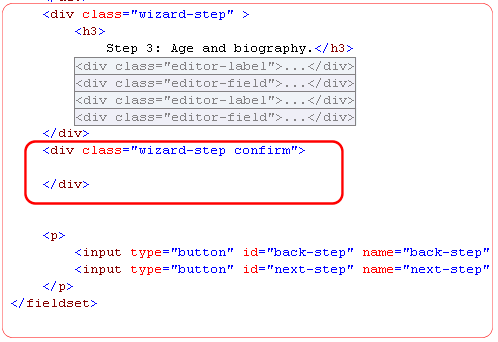 <div class="wizard-step" >
<h3>
Step 3: Age and biography.</h3>
<div class="editor-label">...</div>
<div class="editor-field">...</div>
<div class="editor-label">...</div>
<div class="editor-field">...</div>
</div>
<div class="wizard-step confirm">
</div>
<p>
<input type="button" id="back-step" name="back-step"
<input type="button" id="next-step" name="next-step"
</p>
</fieldset>